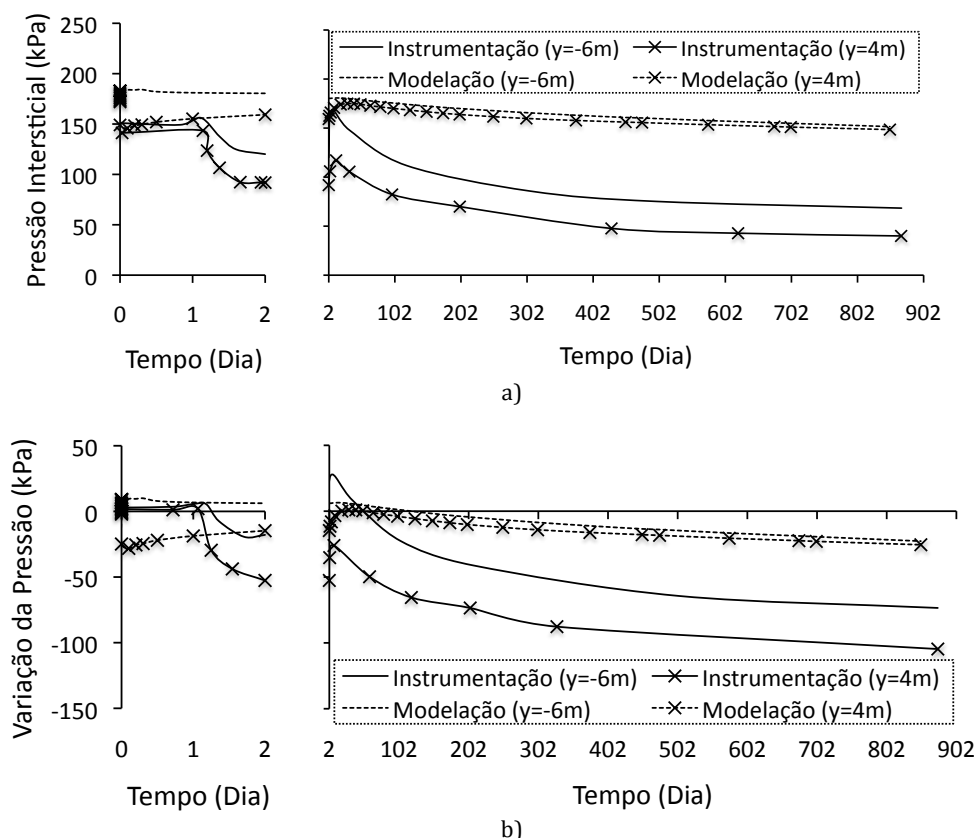 a)
Pressão Intersticial (kPa)
250
200
150
100
50
0
0 1 2
Tempo (Dia)
Instrumentação (y=-6m) Instrumentação (y=4m)
Modelação (y=-6m) Modelação (y=4m)
2 102 202 302 402 502 602 702 802 902
Tempo (Dia)
a)
Variação da Pressão (kPa)
50
0
-50
-100
-150
0 1 2
Tempo (Dia)
Instrumentação (y=-6m) Instrumentação (y=4m)
Modelação (y=-6m) Modelação (y=4m)
2 102 202 302 402 502 602 702 802 902
Tempo (Dia)
b)